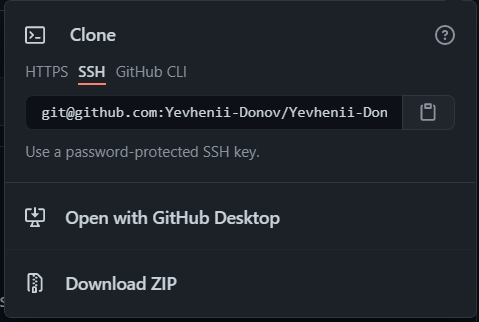 Clone
HTTPS SSH GitHub CLI
git@github.com:Yevhenii-Donov/Yevhenii-Don
Use a password-protected SSH key.
Open with GitHub Desktop
Download ZIP